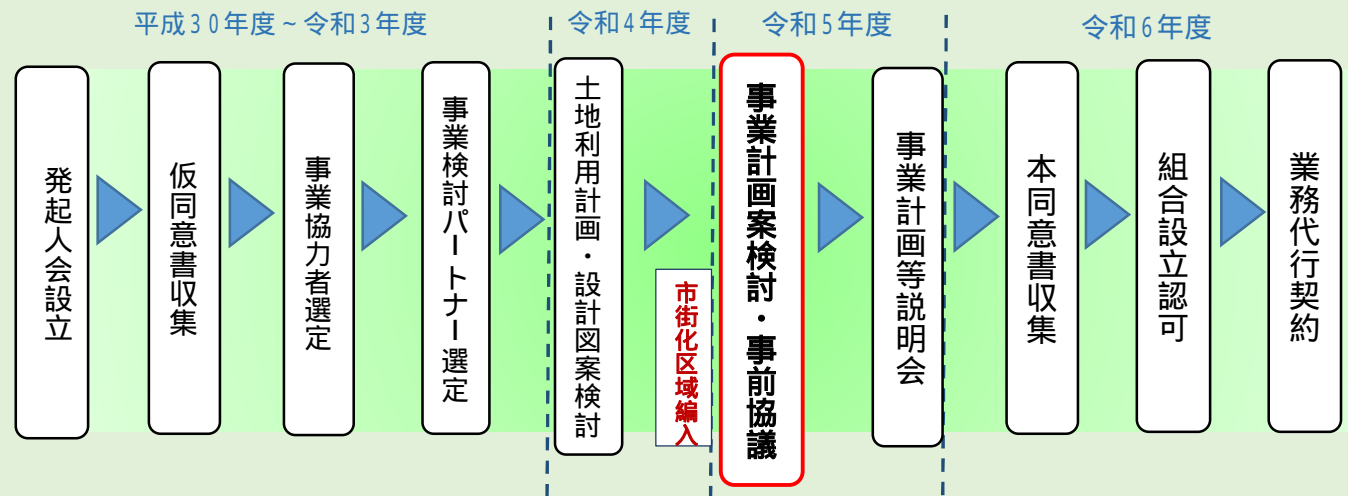 平成30年度~令和3年度
令和4年度
令和5年度
令和6年度
発起人会設立
仮同意書収集
事業協力者選定
事業検討パートナー選定
土地利用計画・設計図案検討
市街化区域編入
事業計画案検討・事前協議
事業計画等説明会
本同意書収集
組合設立認可
業務代行契約